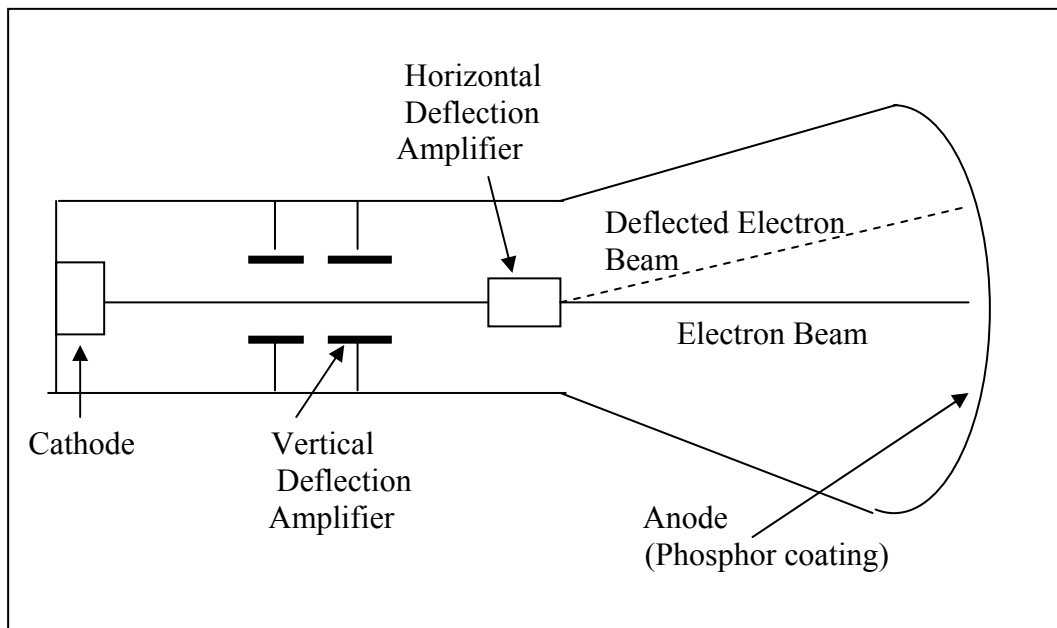 Horizontal
Deflection
Amplifier
Deflected Electron
Beam
Electron Beam
Cathode
Vertical
Deflection
Amplifier
Anode
(Phosphor coating)